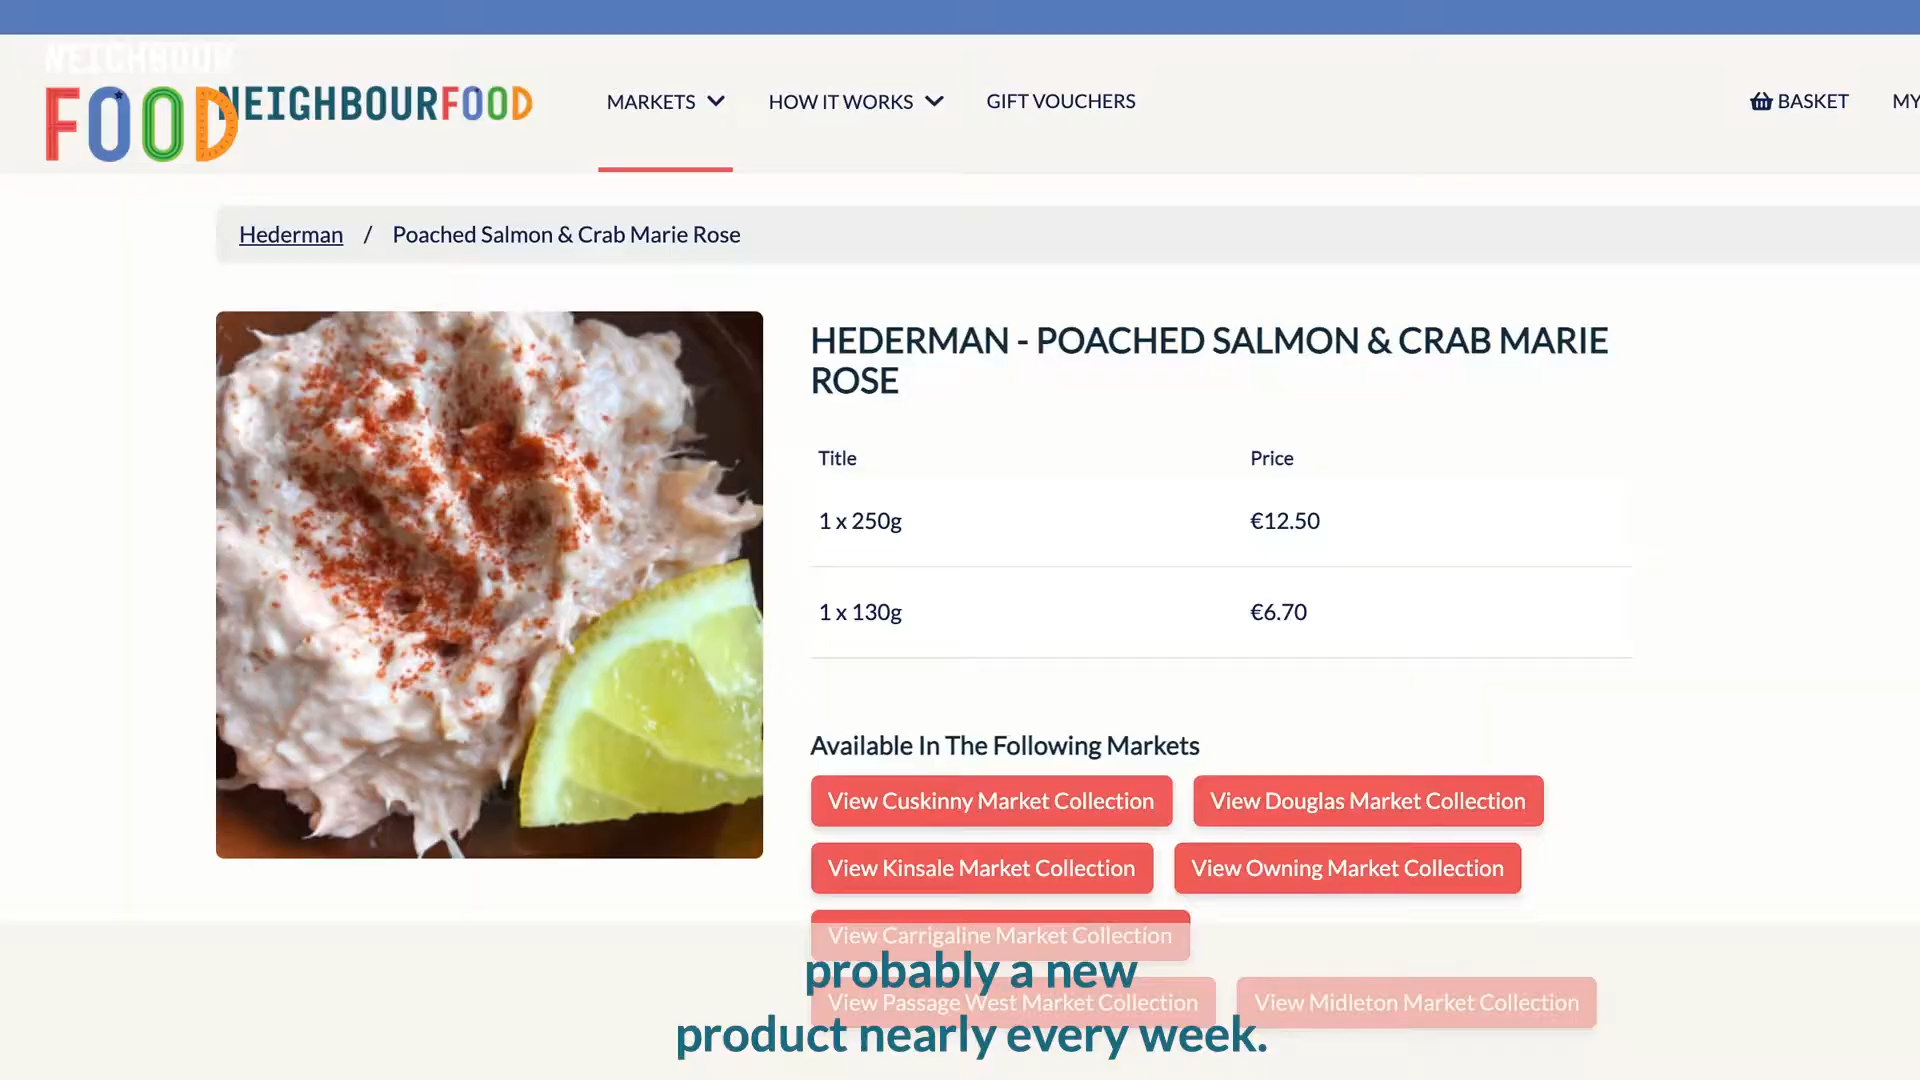 NEIGHBOUR
FOOD
NEIGHBOURFOOD
MARKETS
HOW IT WORKS
GIFT VOUCHERS
BASKET
MY
Hederman / Poached Salmon & Crab Marie Rose
HEDERMAN - POACHED SALMON & CRAB MARIE
ROSE
Title Price
1 x 250g €12.50
1 x 130g €6.70
Available In The Following Markets
View Cuskinny Market Collection
View Douglas Market Collection
View Kinsale Market Collection
View Owning Market Collection
View Carrigaline Market Collection
View Passage West Market Collection
View Midleton Market Collection
probably a new
product nearly every week.